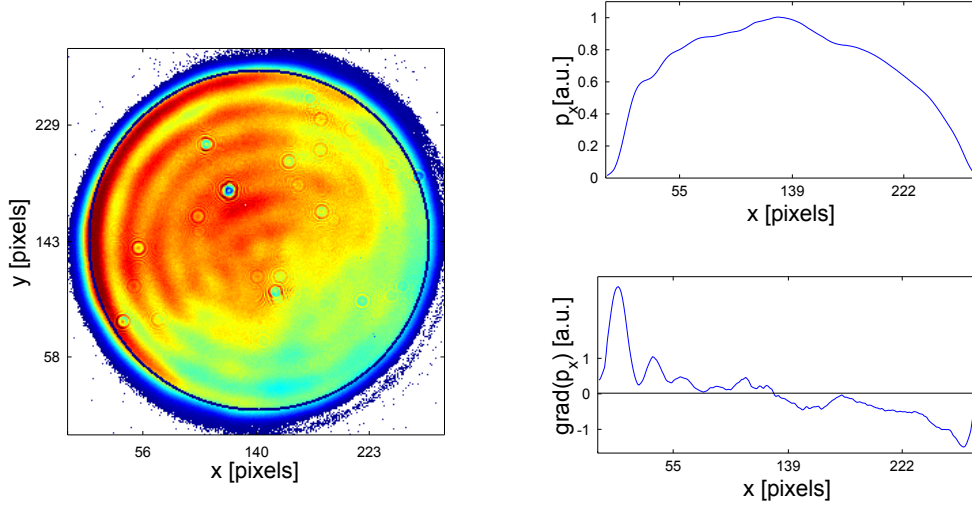 y [pixels]
229
143
58
56 140 223
x [pixels]
p_x[a.u.]
1
0.8
0.6
0.4
0.2
0
55 139 222
x [pixels]
grad(p_x) [a.u.]
1
0
-1
55 139 222
x [pixels]